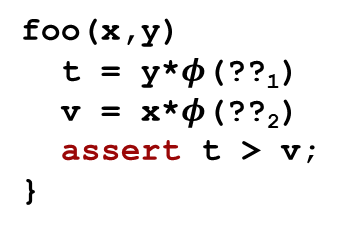 foo(x,y)
t = y*ϕ(??₁)
v = x*ϕ(??₂)
assert t > v;
}